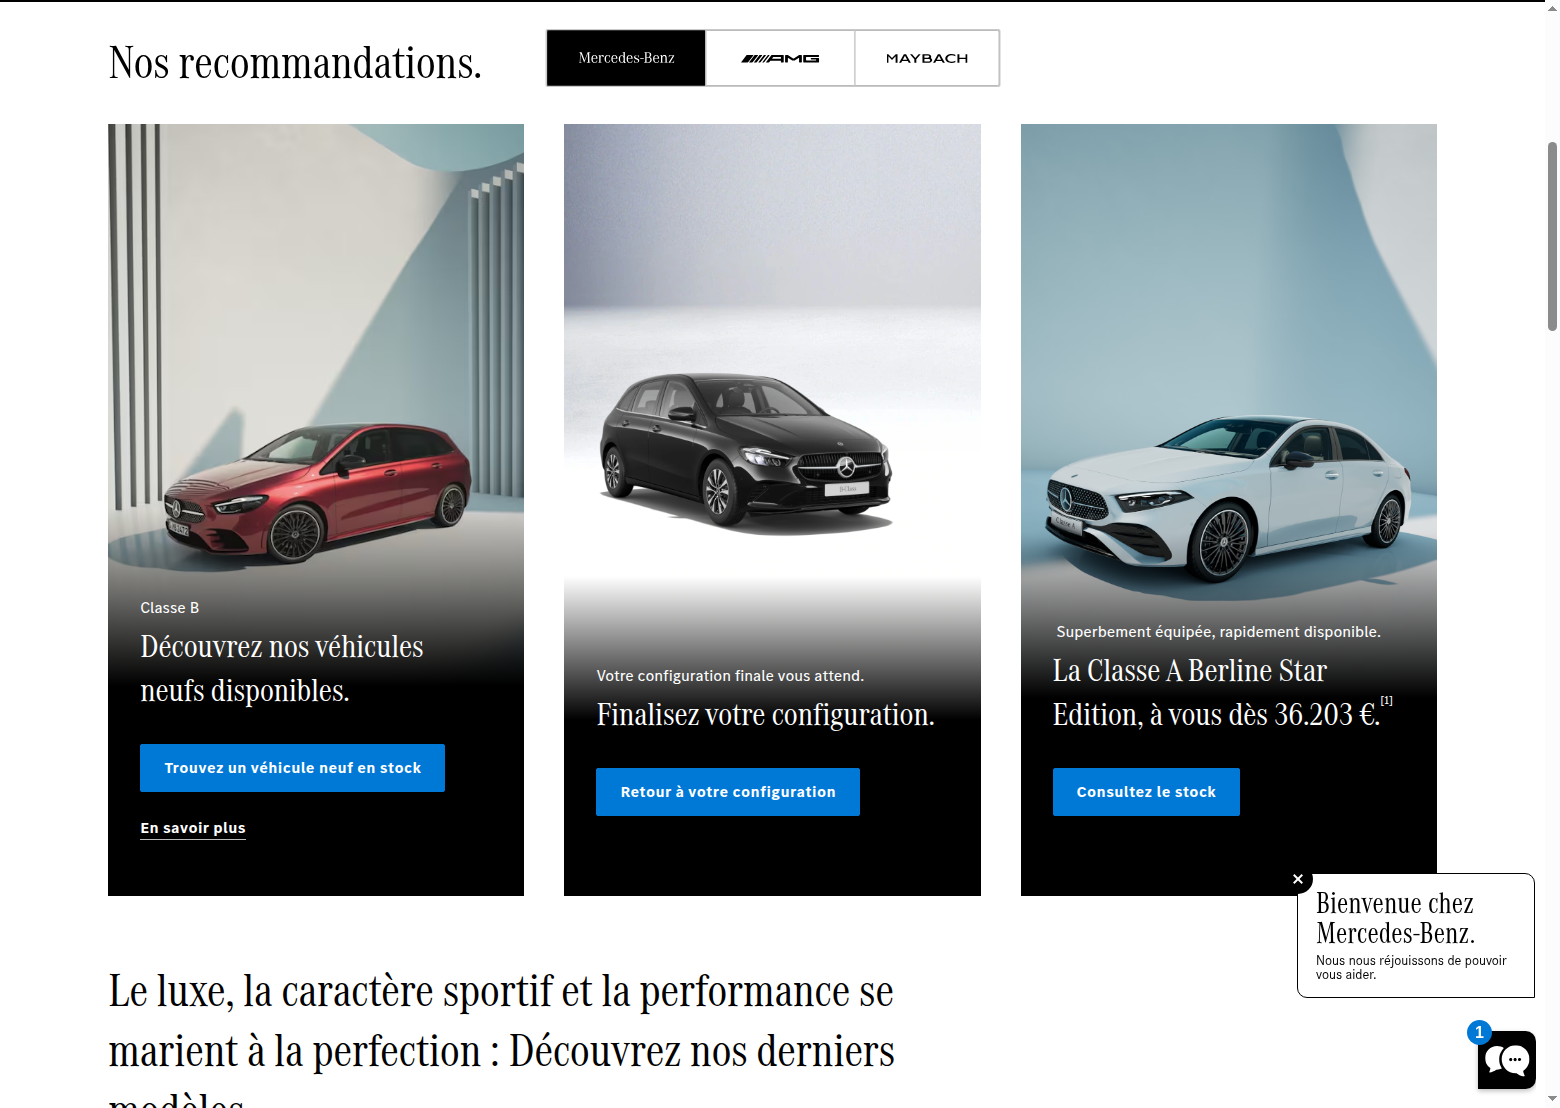 Nos recommandations.
Mercedes-Benz
AMG
MAYBACH
Classe B
Découvrez nos véhicules
neufs disponibles.
Trouvez un véhicule neuf en stock
En savoir plus
Votre configuration finale vous attend.
Finalisez votre configuration.
Retour à votre configuration
Classe A
Superbement équipée, rapidement disponible.
La Classe A Berline Star
Edition, à vous dès 36.203 €.[1]
Consultez le stock
Bienvenue chez
Mercedes-Benz.
Nous nous réjouissons de pouvoir
vous aider.
1
Le luxe, la caractère sportif et la performance se
marient à la perfection : Découvrez nos derniers
modèles